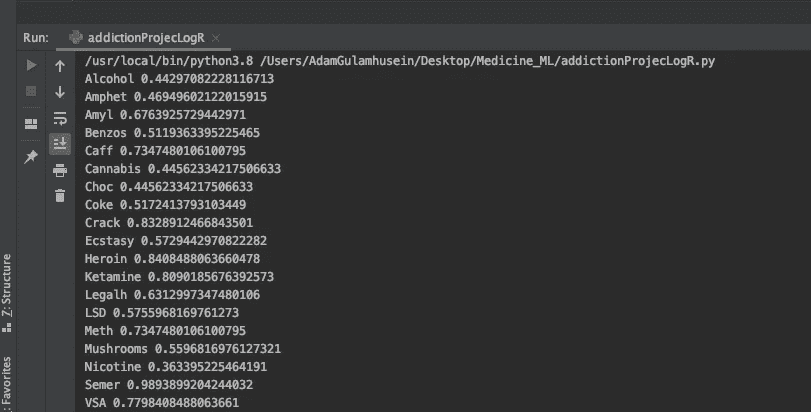 Run:
addictionProjecLogR
/usr/local/bin/python3.8 /Users/AdamGulamhusein/Desktop/Medicine_ML/addictionProjecLogR.py
Alcohol 0.44297082228116713
Amphet 0.46949602122015915
Amyl 0.6763925729442971
Benzos 0.5119363395225465
Caff 0.7347480106100795
Cannabis 0.44562334217506633
Choc 0.44562334217506633
Coke 0.5172413793103449
Crack 0.8328912466843501
Ecstasy 0.5729442970822282
Heroin 0.8408488063660478
Ketamine 0.8090185676392573
Legalh 0.6312997347480106
LSD 0.5755968169761273
Meth 0.7347480106100795
Mushrooms 0.5596816976127321
Nicotine 0.363395225464191
Semer 0.9893899204244032
VSA 0.7798408488063661
7: Structure
: Favorites